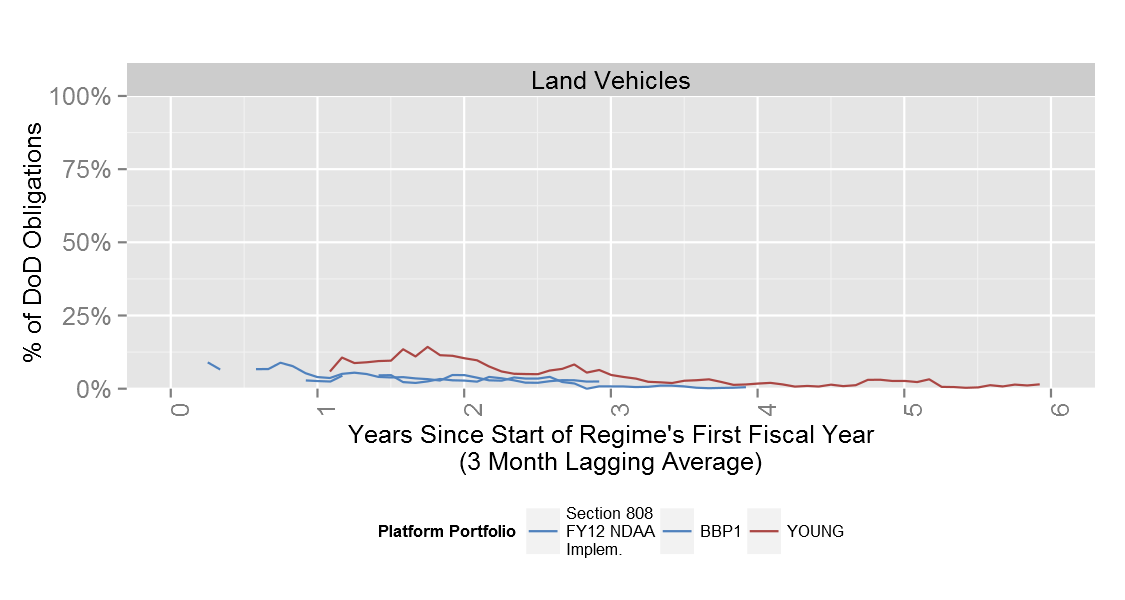 Land Vehicles
100%
75%
50%
25%
0%
% of DoD Obligations
0
1
2
3
4
5
6
Years Since Start of Regime's First Fiscal Year
(3 Month Lagging Average)
Platform Portfolio
Section 808
FY12 NDAA
Implem.
BBP1
YOUNG